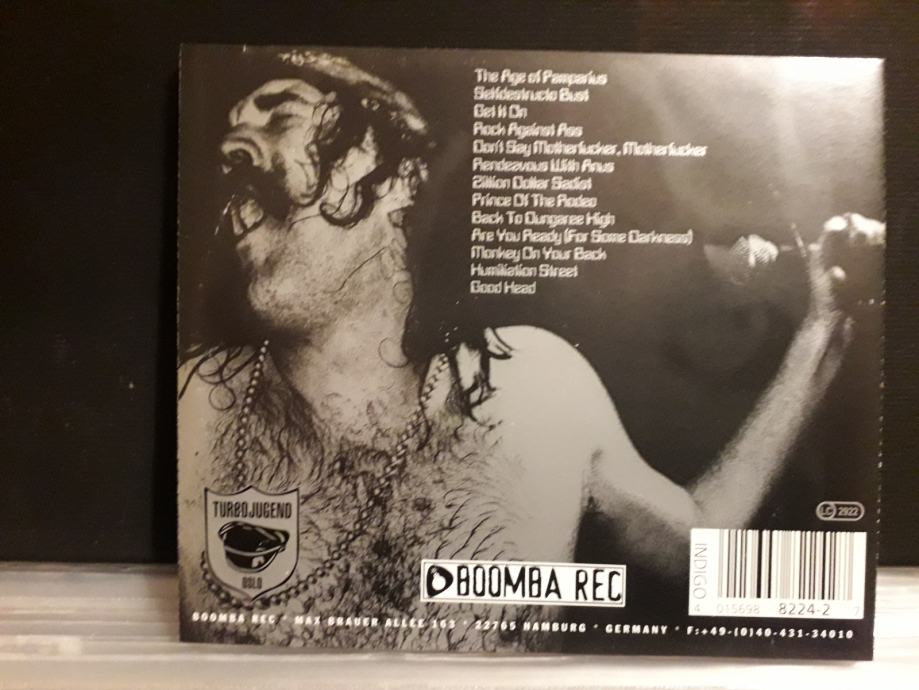 The Age of Pamparius
Selfdestructo Bust
Get It On
Rock Against Ass
Don't Say Motherfucker, Motherfucker
Rendezvous With Anus
Zillion Dollar Sadist
Prince Of The Rodeo
Back To Dungaree High
Are You Ready (For Some Darkness)
Monkey On Your Back
Humiliation Street
Good Head
LC 2922
TURBOJUGEND
OSLO
BOOMBA REC
INDIGO
4 015698 8224-2 7
BOOMBA REC * MAX BRAUER ALLEE 163 * 22765 HAMBURG * GERMANY * F:+49-(0)40-431-34010